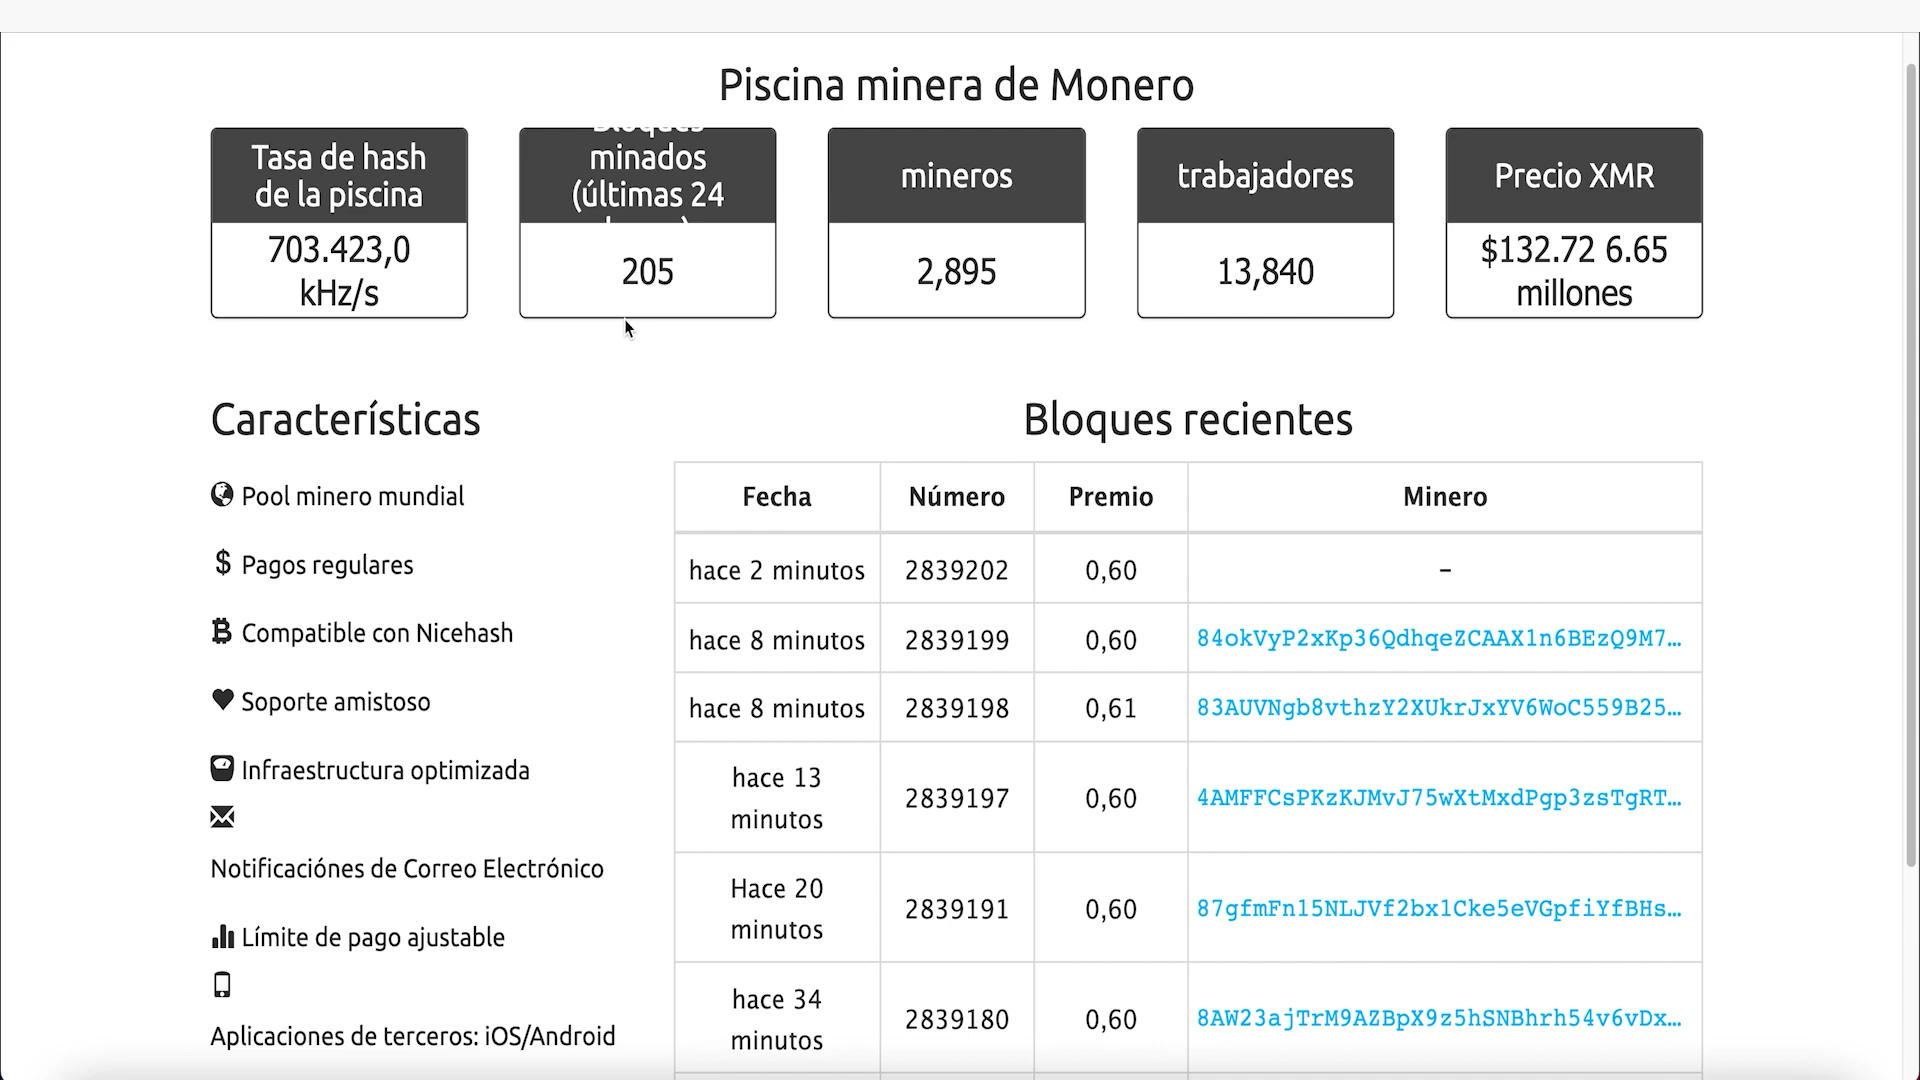 Piscina minera de Monero
Tasa de hash
de la piscina
703.423,0
kHz/s
minados
(últimas 24
205
mineros
2,895
trabajadores
13,840
Precio XMR
$132.72 6.65
millones
Características
Pool minero mundial
Pagos regulares
Compatible con Nicehash
Soporte amistoso
Infraestructura optimizada
Notificaciónes de Correo Electrónico
Límite de pago ajustable
Aplicaciones de terceros: iOS/Android
Bloques recientes
Fecha Número Premio Minero
hace 2 minutos 2839202 0,60 –
hace 8 minutos 2839199 0,60 84okVyP2xKp36QdhqeZCAAX1n6BEzQ9M7…
hace 8 minutos 2839198 0,61 83AUVNgb8vthzY2XUkrJxYV6WoC559B25…
hace 13
minutos 2839197 0,60 4AMFFCsPKzKJMvJ75wXtMxdPgp3zsTgRT…
Hace 20
minutos 2839191 0,60 87gfmFn15NLJVf2bx1Cke5eVGpfiYfBHs…
hace 34
minutos 2839180 0,60 8AW23ajTrM9AZBpX9z5hSNBhrh54v6vDx…